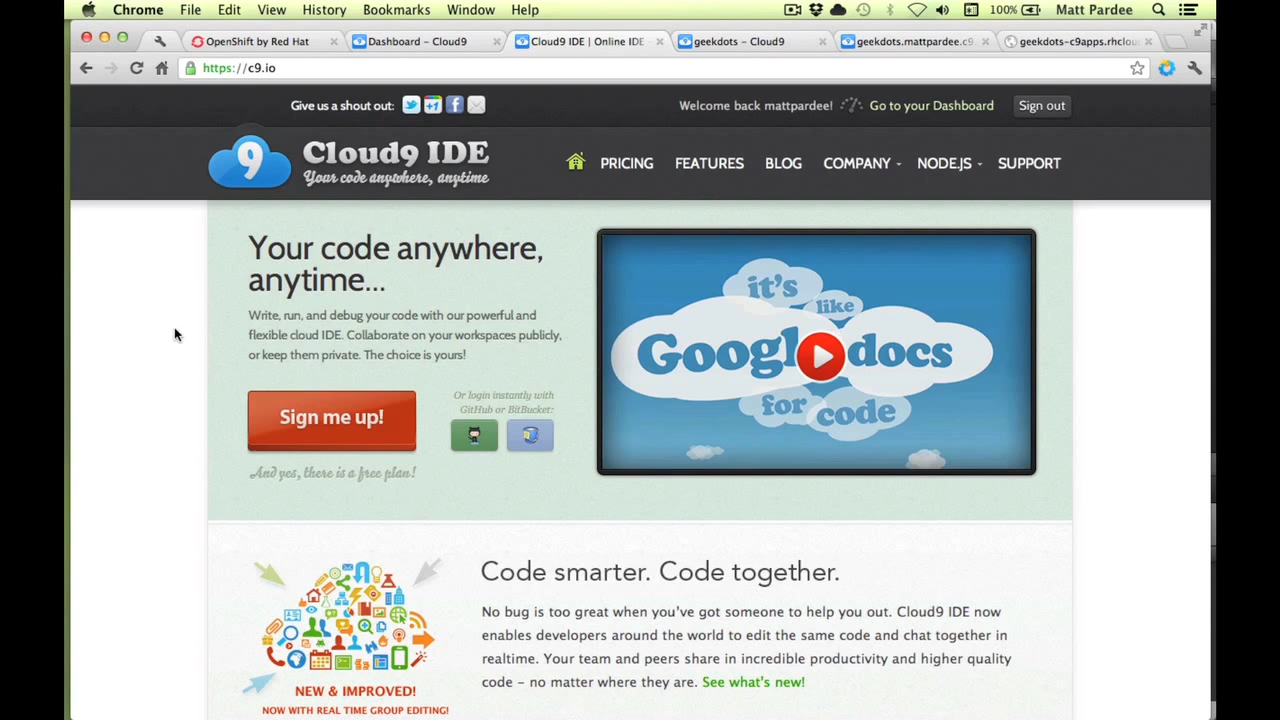 Chrome File Edit View History Bookmarks Window Help 100% Matt Pardee
OpenShift by Red Hat Dashboard - Cloud9 Cloud9 IDE | Online IDE geekdots - Cloud9 geekdots.mattpardee.c9 geekdots-c9apps.rhclou
https://c9.io
Give us a shout out: +1 f Welcome back mattpardee! Go to your Dashboard Sign out
9 Cloud9 IDE
Your code anywhere, anytime
PRICING FEATURES BLOG COMPANY NODE.JS SUPPORT
Your code anywhere,
anytime...
Write, run, and debug your code with our powerful and
flexible cloud IDE. Collaborate on your workspaces publicly,
or keep them private. The choice is yours!
Sign me up!
Or login instantly with
GitHub or BitBucket:
And yes, there is a free plan!
it's
like
Googl docs
for code
Code smarter. Code together.
No bug is too great when you've got someone to help you out. Cloud9 IDE now
enables developers around the world to edit the same code and chat together in
realtime. Your team and peers share in incredible productivity and higher quality
code – no matter where they are. See what's new!
NEW & IMPROVED!
NOW WITH REAL TIME GROUP EDITING!